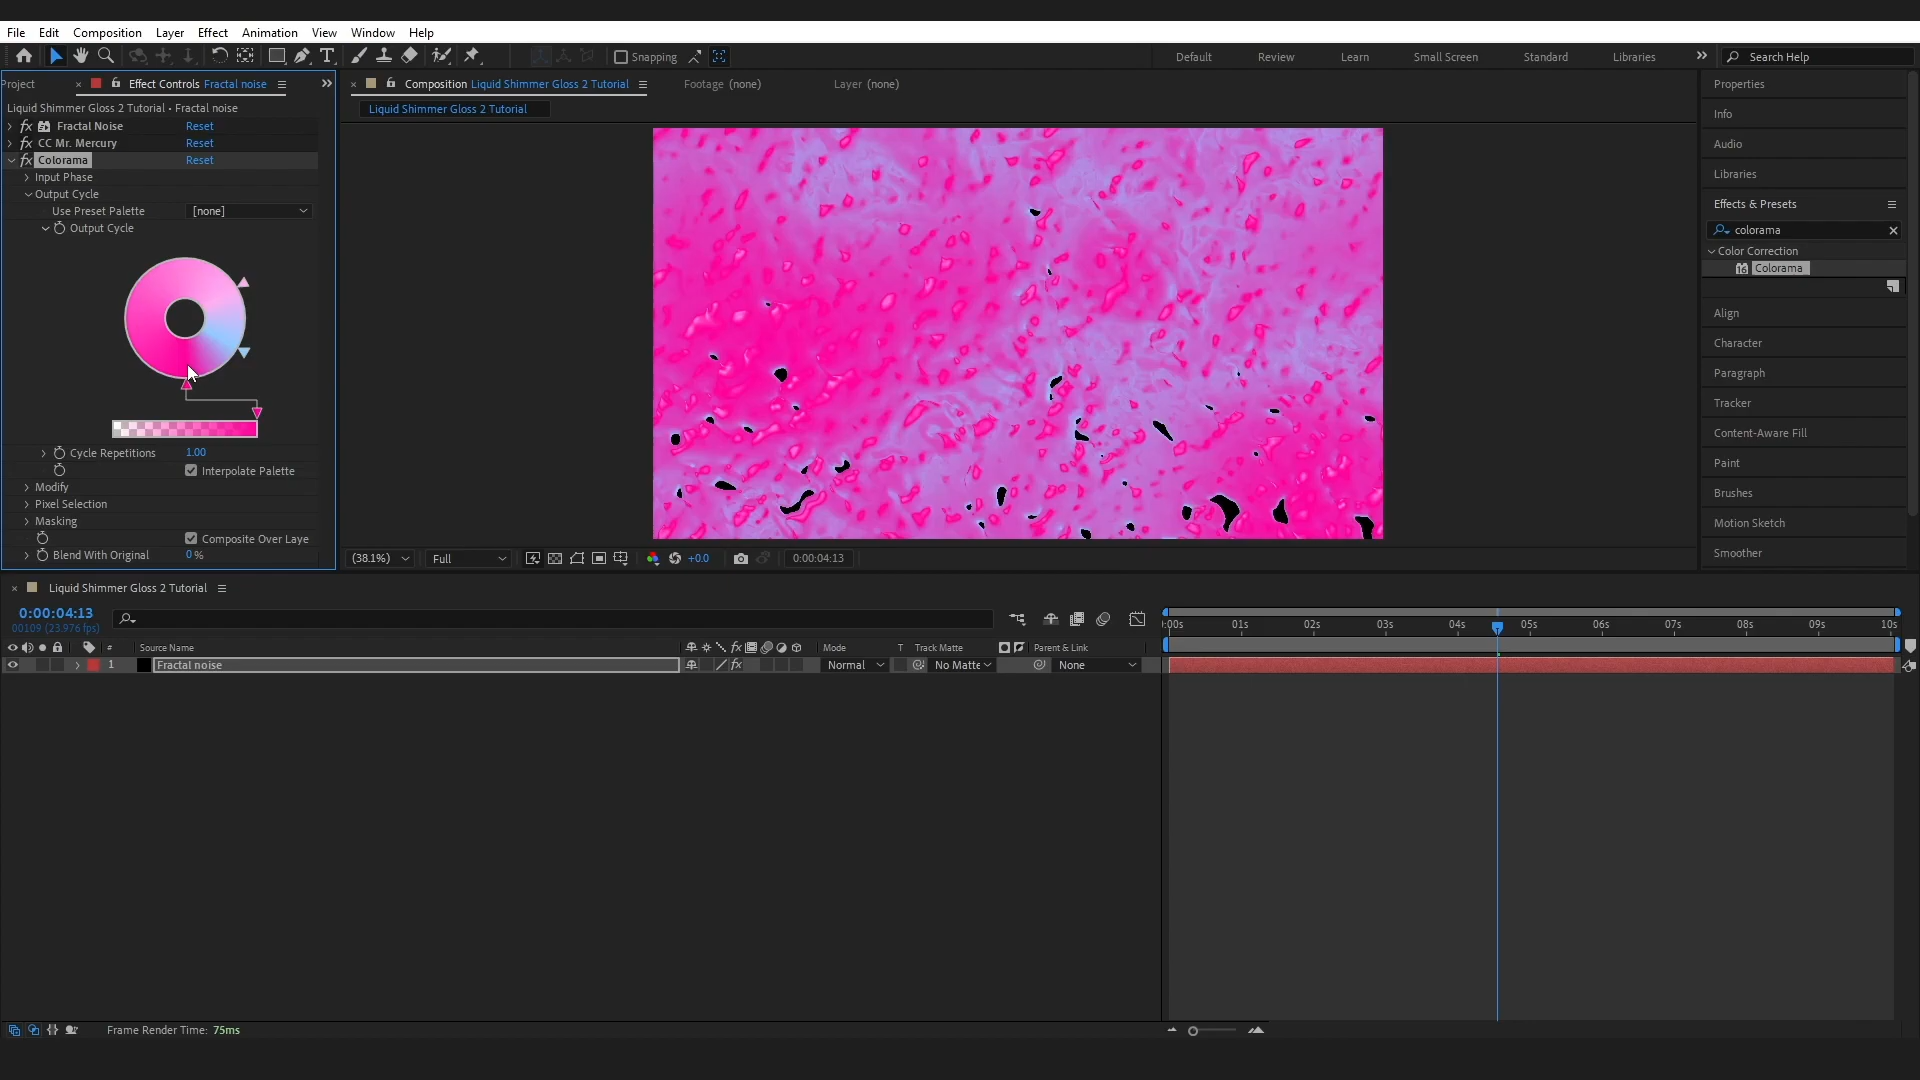 File Edit Composition Layer Effect Animation View Window Help
Snapping Default Review Learn Small Screen Standard Libraries Search Help
Project Effect Controls Fractal noise
Composition Liquid Shimmer Gloss 2 Tutorial Footage (none) Layer (none)
Properties
Liquid Shimmer Gloss 2 Tutorial • Fractal noise
Liquid Shimmer Gloss 2 Tutorial
Info
Fractal Noise Reset
CC Mr. Mercury Reset
Audio
Colorama Reset
Input Phase
Libraries
Output Cycle
Effects & Presets
Use Preset Palette [none]
Output Cycle
colorama
Color Correction
16 Colorama
Align
Character
Paragraph
Tracker
Content-Aware Fill
Cycle Repetitions 1.00
Paint
Interpolate Palette
Modify
Brushes
Pixel Selection
Masking
Motion Sketch
Composite Over Laye
Blend With Original 0 %
Smoother
(38.1%) Full +0.0 0:00:04:13
Liquid Shimmer Gloss 2 Tutorial
0:00:04:13
00109 (23.976 fps)
:00s 01s 02s 03s 04s 05s 06s 07s 08s 09s 10s
# Source Name fx Mode T Track Matte Parent & Link
1 Fractal noise fx Normal No Matte None
Frame Render Time: 75ms